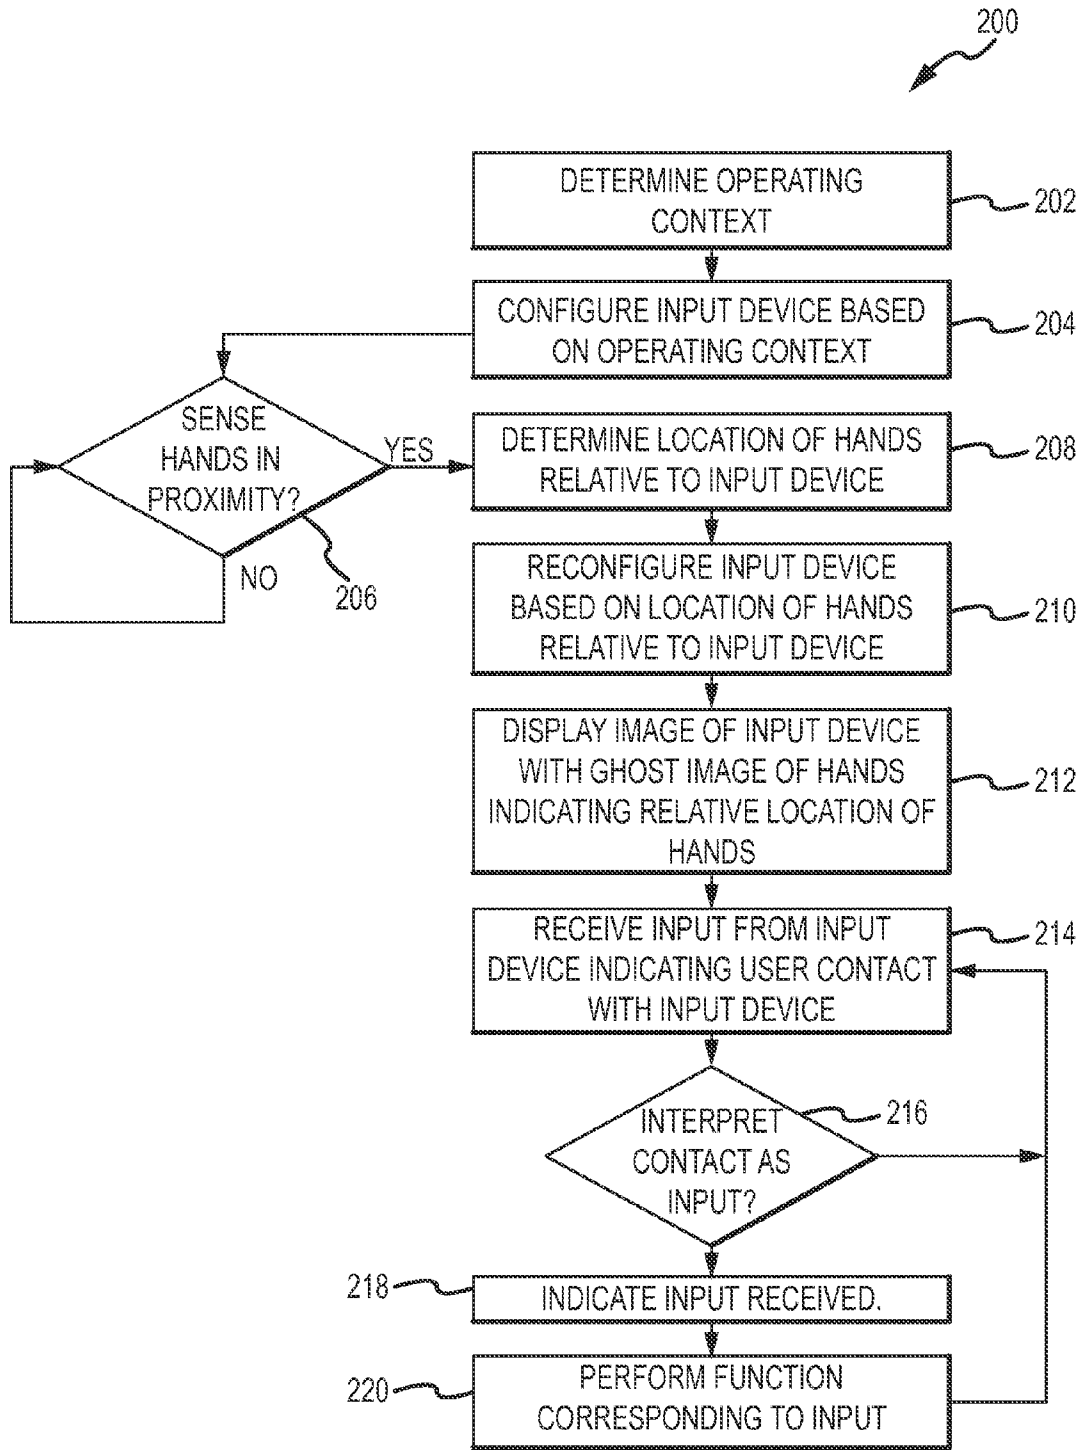 200
DETERMINE OPERATING
CONTEXT
202
CONFIGURE INPUT DEVICE BASED
ON OPERATING CONTEXT
204
SENSE
HANDS IN
PROXIMITY?
YES
NO
206
DETERMINE LOCATION OF HANDS
RELATIVE TO INPUT DEVICE
208
RECONFIGURE INPUT DEVICE
BASED ON LOCATION OF HANDS
RELATIVE TO INPUT DEVICE
210
DISPLAY IMAGE OF INPUT DEVICE
WITH GHOST IMAGE OF HANDS
INDICATING RELATIVE LOCATION OF
HANDS
212
RECEIVE INPUT FROM INPUT
DEVICE INDICATING USER CONTACT
WITH INPUT DEVICE
214
INTERPRET
CONTACT AS
INPUT?
216
218
INDICATE INPUT RECEIVED.
220
PERFORM FUNCTION
CORRESPONDING TO INPUT